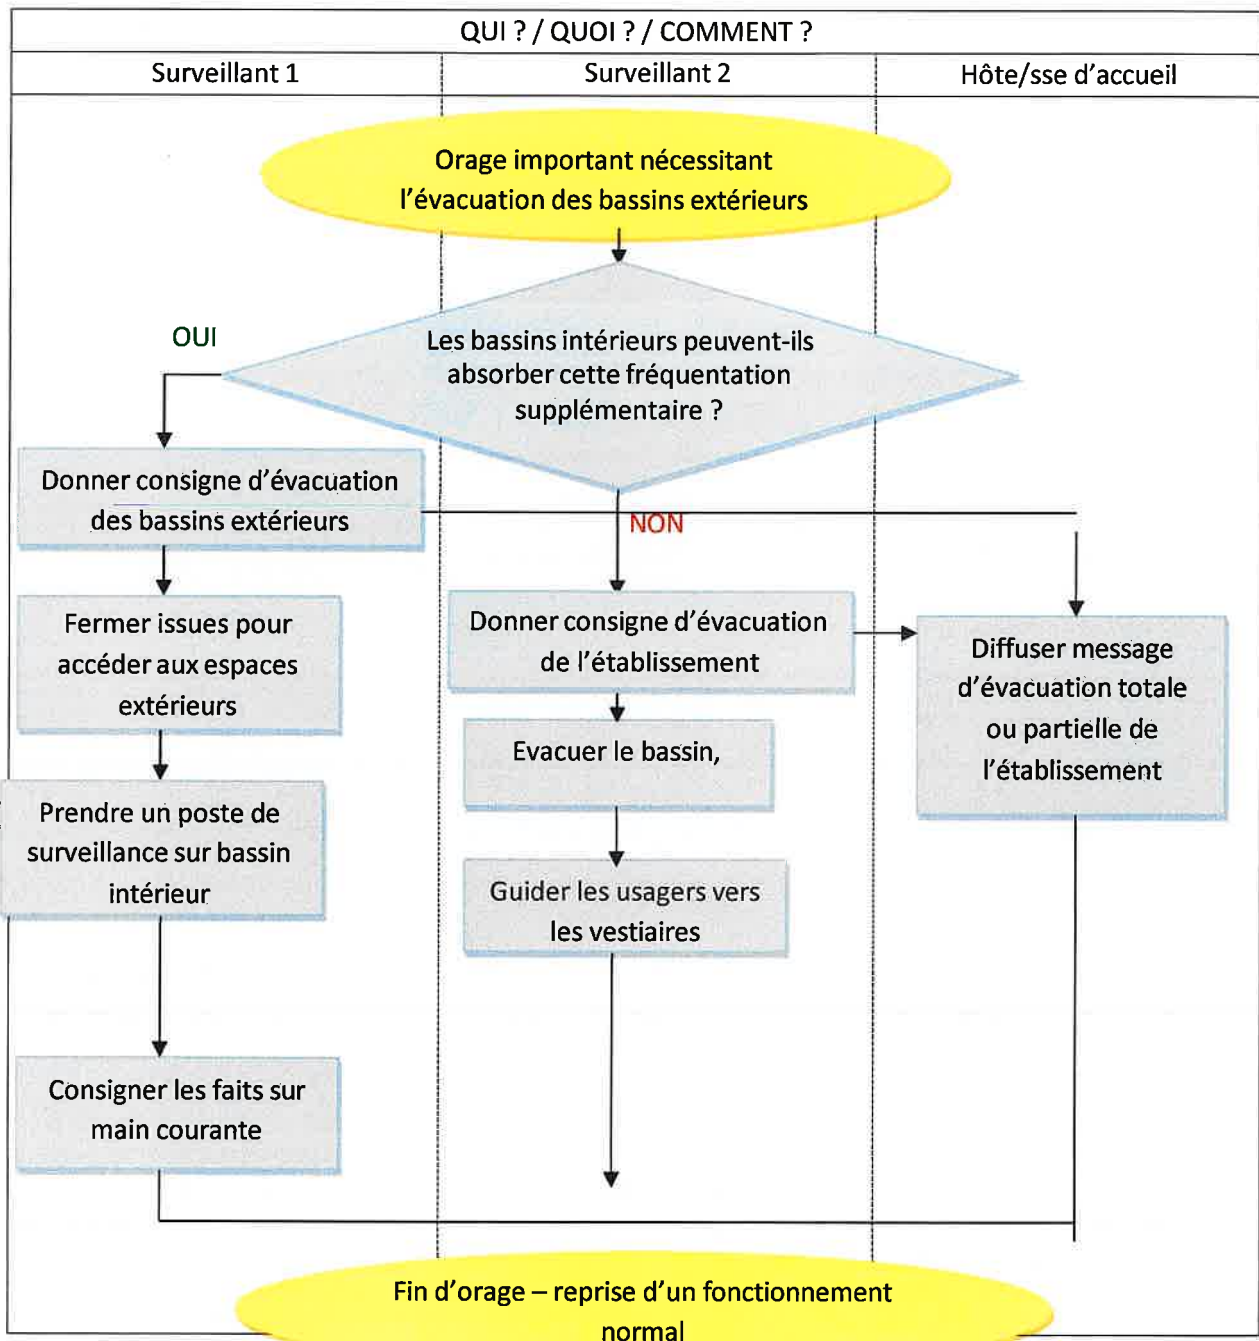 QUI ? / QUOI ? / COMMENT ?
Surveillant 1
Surveillant 2
Hôte/sse d'accueil
Orage important nécessitant
l'évacuation des bassins extérieurs
OUI
Les bassins intérieurs peuvent-ils
absorber cette fréquentation
supplémentaire ?
Donner consigne d'évacuation
des bassins extérieurs
NON
Fermer issues pour
accéder aux espaces
extérieurs
Donner consigne d'évacuation
de l'établissement
Diffuser message
d'évacuation totale
ou partielle de
l'établissement
Evacuer le bassin,
Prendre un poste de
surveillance sur bassin
intérieur
Guider les usagers vers
les vestiaires
Consigner les faits sur
main courante
Fin d'orage – reprise d'un fonctionnement
normal